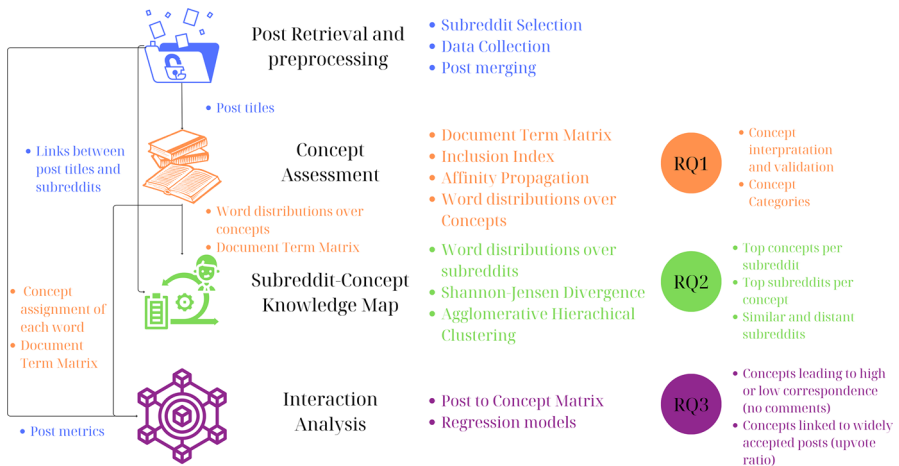 Post Retrieval and
preprocessing
• Subreddit Selection
• Data Collection
• Post merging
• Post titles
• Links between
post titles and
subreddits
Concept
Assessment
• Document Term Matrix
• Inclusion Index
• Affinity Propagation
• Word distributions over
Concepts
RQ1
• Concept
interpratation
and validation
• Concept
Categories
• Word distributions over
concepts
• Document Term Matrix
Subreddit-Concept
Knowledge Map
• Word distributions over
subreddits
• Shannon-Jensen Divergence
• Agglomerative Hierachical
Clustering
RQ2
• Top concepts per
subreddit
• Top subreddits per
concept
• Similar and distant
subreddits
• Concept
assignment of
each word
• Document
Term Matrix
Interaction
Analysis
• Post to Concept Matrix
• Regression models
RQ3
• Concepts leading to high
or low correspondence
(no comments)
• Concepts linked to widely
accepted posts (upvote
ratio)
• Post metrics